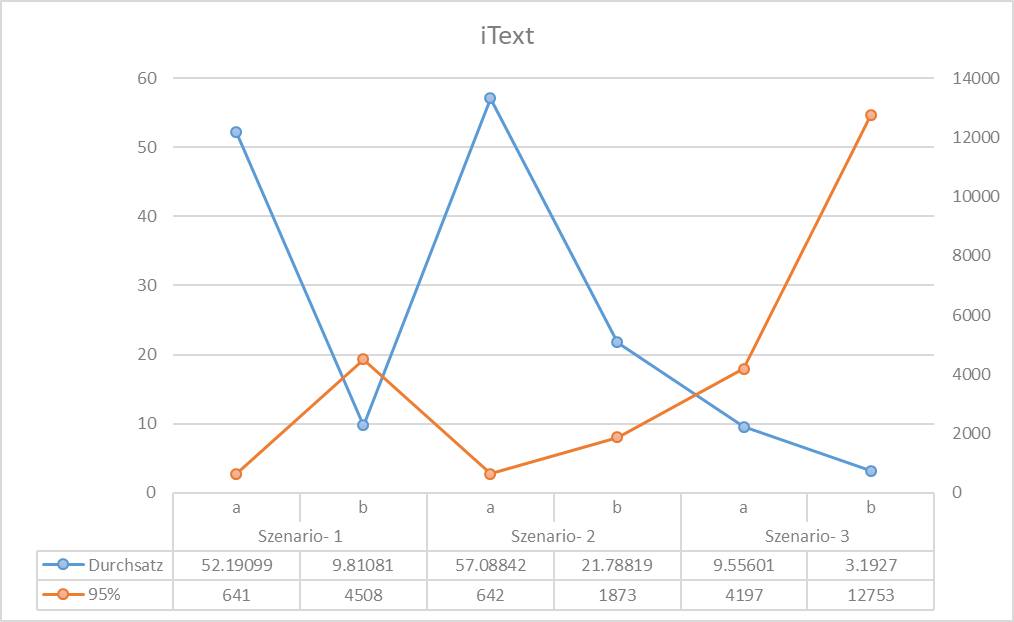 iText
60 14000
50 12000
40 10000
30 8000
20 6000
10 4000
0 2000
0
a b a b a b
Szenario- 1 Szenario- 2 Szenario- 3
Durchsatz 52.19099 9.81081 57.08842 21.78819 9.55601 3.1927
95% 641 4508 642 1873 4197 12753